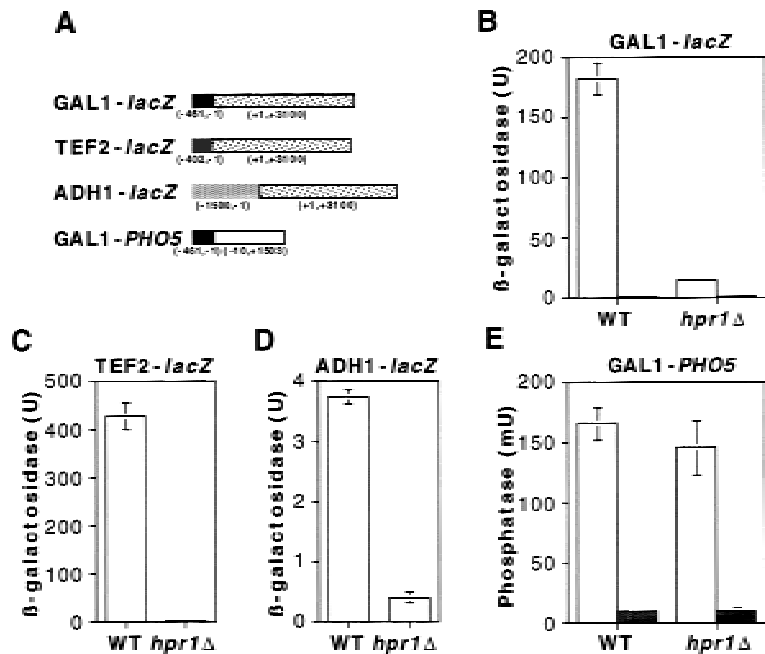 A
GAL1-lacZ
(-461,-1) (+1,+3100)
TEF2-lacZ
(-402,-1) (+1,+3100)
ADH1-lacZ
(-1500,-1) (+1,+3100)
GAL1-PHO5
(-461,-1) (-10,+1503)
B
GAL1-lacZ
ß-galactosidase (U)
200
150
100
50
0
WT hpr1Δ
C
TEF2-lacZ
ß-galactosidase (U)
500
400
300
200
100
0
WT hpr1Δ
D
ADH1-lacZ
ß-galactosidase (U)
4
3
2
1
0
WT hpr1Δ
E
GAL1-PHO5
Phosphatase (mU)
200
150
100
50
0
WT hpr1Δ